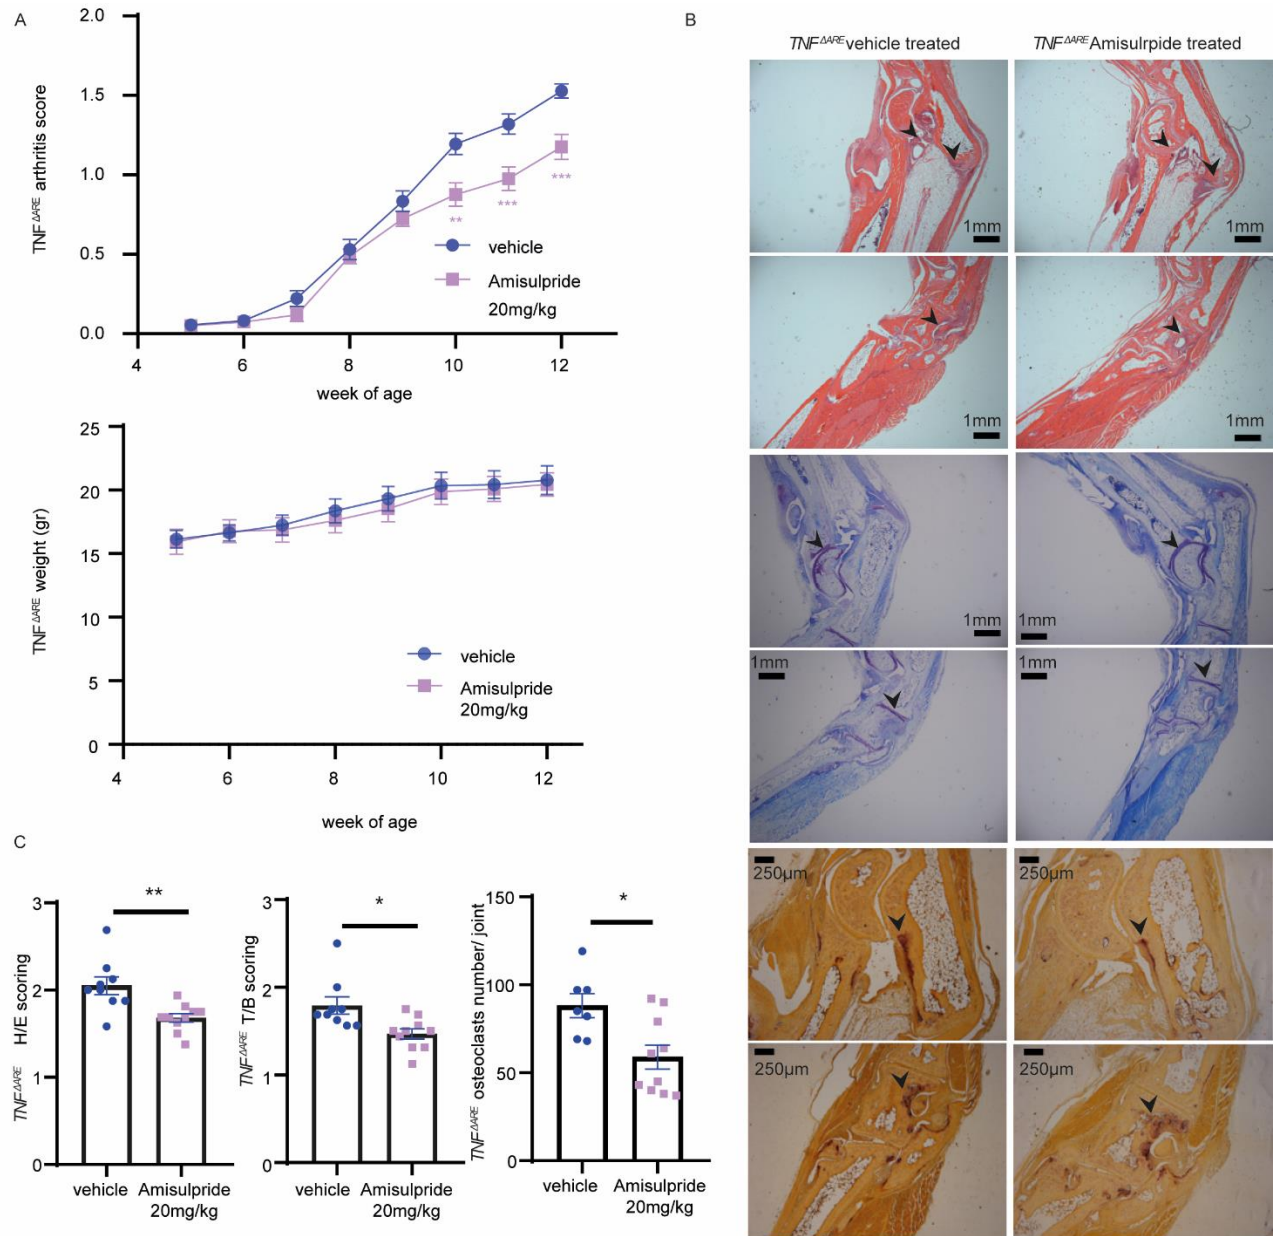 A
2.0
1.5
1.0
0.5
0.0
TNF ΔARE arthritis score
**
***
***
vehicle
Amisulpride
20mg/kg
6
8
10
12
week of age
25
20
15
10
5
0
TNF ΔARE weight (gr)
vehicle
Amisulpride
20mg/kg
4
6
8
10
12
week of age
B
TNF ΔARE vehicle treated
TNF ΔARE Amisulrpide treated
1mm
1mm
1mm
1mm
1mm
1mm
1mm
1mm
250µm
250µm
250µm
250µm
C
TNF ΔARE H/E scoring
3
2
1
0
**
vehicle
Amisulpride
20mg/kg
TNF ΔARE T/B scoring
3
2
1
0
*
vehicle
Amisulpride
20mg/kg
TNF ΔARE osteoclasts number/ joint
150
100
50
0
*
vehicle
Amisulpride
20mg/kg